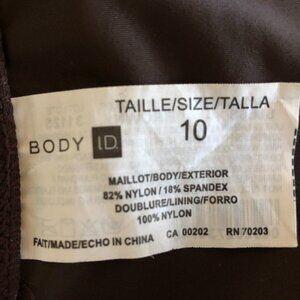 TAILLE/SIZE/TALLA
BODY I.D.
10
MAILLOT/BODY/EXTERIOR
82% NYLON / 18% SPANDEX
DOUBLURE/LINING/FORRO
100% NYLON
FAIT/MADE/ECHO IN CHINA CA 00202 RN 70203